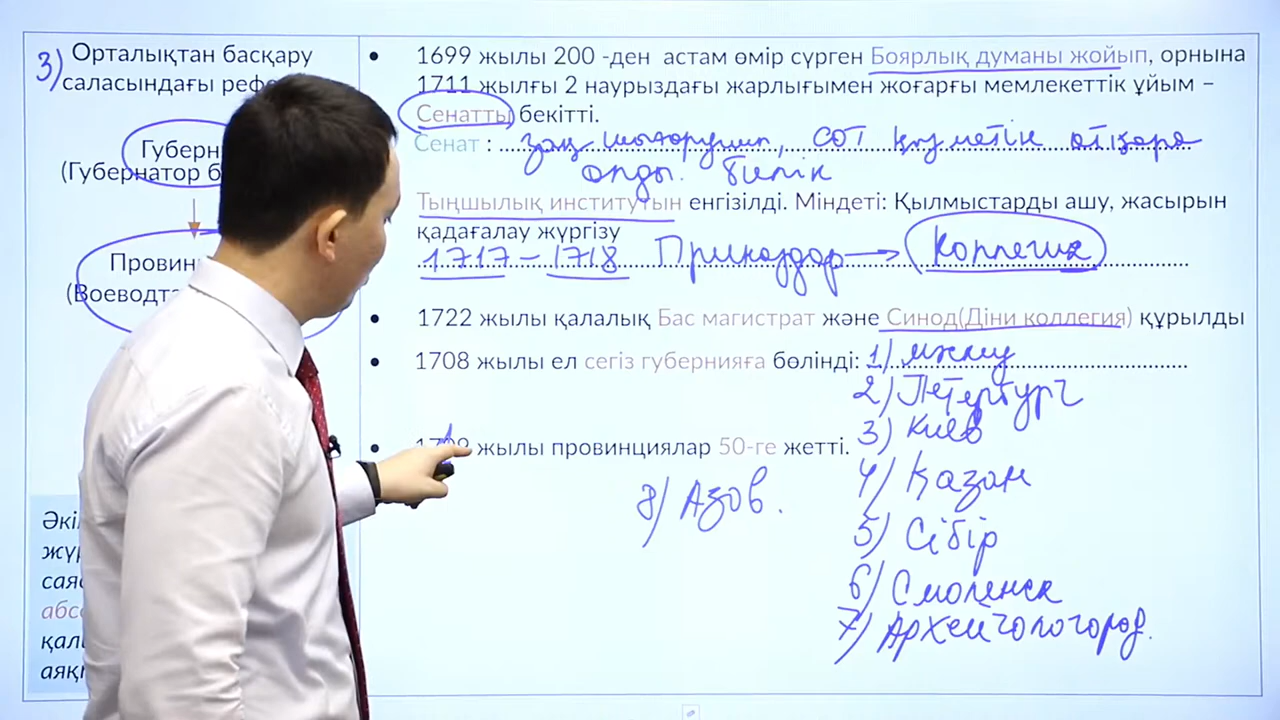 3) Орталықтан басқару
саласындағы
Губерн
(Губернатор б
Провин
(Воеводта
• 1699 жылы 200 -ден астам өмір сүрген Боярлық думаны жойып, орнына
1711 жылғы 2 наурыздағы жарлығымен жоғарғы мемлекеттік ұйым –
Сенатты бекітті.
Сенат : заң шығарушы, сот қызметін атқара
алды. Билік
Тыңшылық институтын енгізілді. Міндеті: Қылмыстарды ашу, жасырын
қадағалау жүргізу
1717 – 1718 Приказдар → Коллегия
• 1722 жылы қалалық Бас магистрат және Синод(Діни коллегия) құрылды
• 1708 жылы ел сегіз губернияға бөлінді: 1) Мәскеу
2) Петербург
3) Киев
• жылы провинциялар 50-ге жетті.
4) Қазан
8) Азов.
5) Сібір
6) Смоленск
7)
Әкі
жүр
сая
абс
қал
аяқ